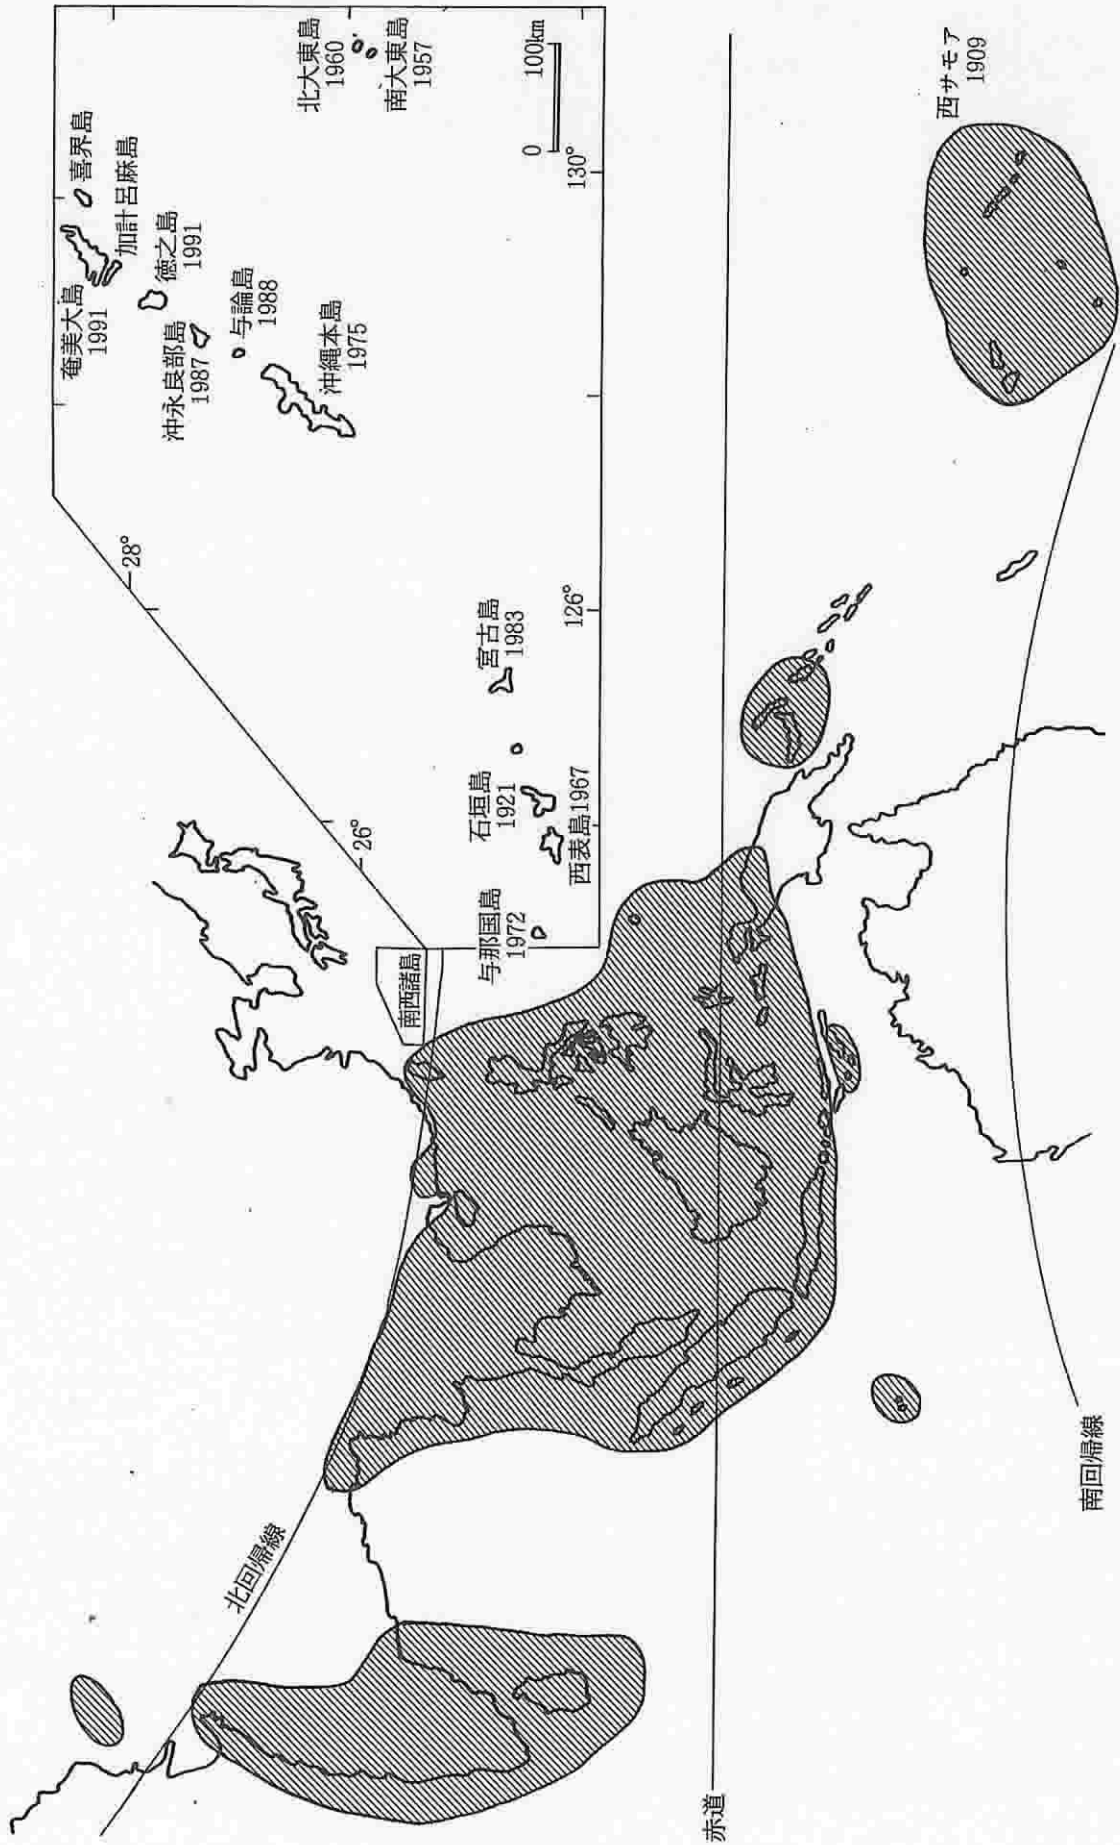 喜界島
加計呂麻島
奄美大島
1991
徳之島
1991
沖永良部島
1987
与論島
1988
沖縄本島
1975
北大東島
1960
南大東島
1957
0
100km
130°
28°
126°
26°
宮古島
1983
石垣島
1921
西表島1967
与那国島
1972
南西諸島
北回帰線
赤道
南回帰線
西サモア
1909